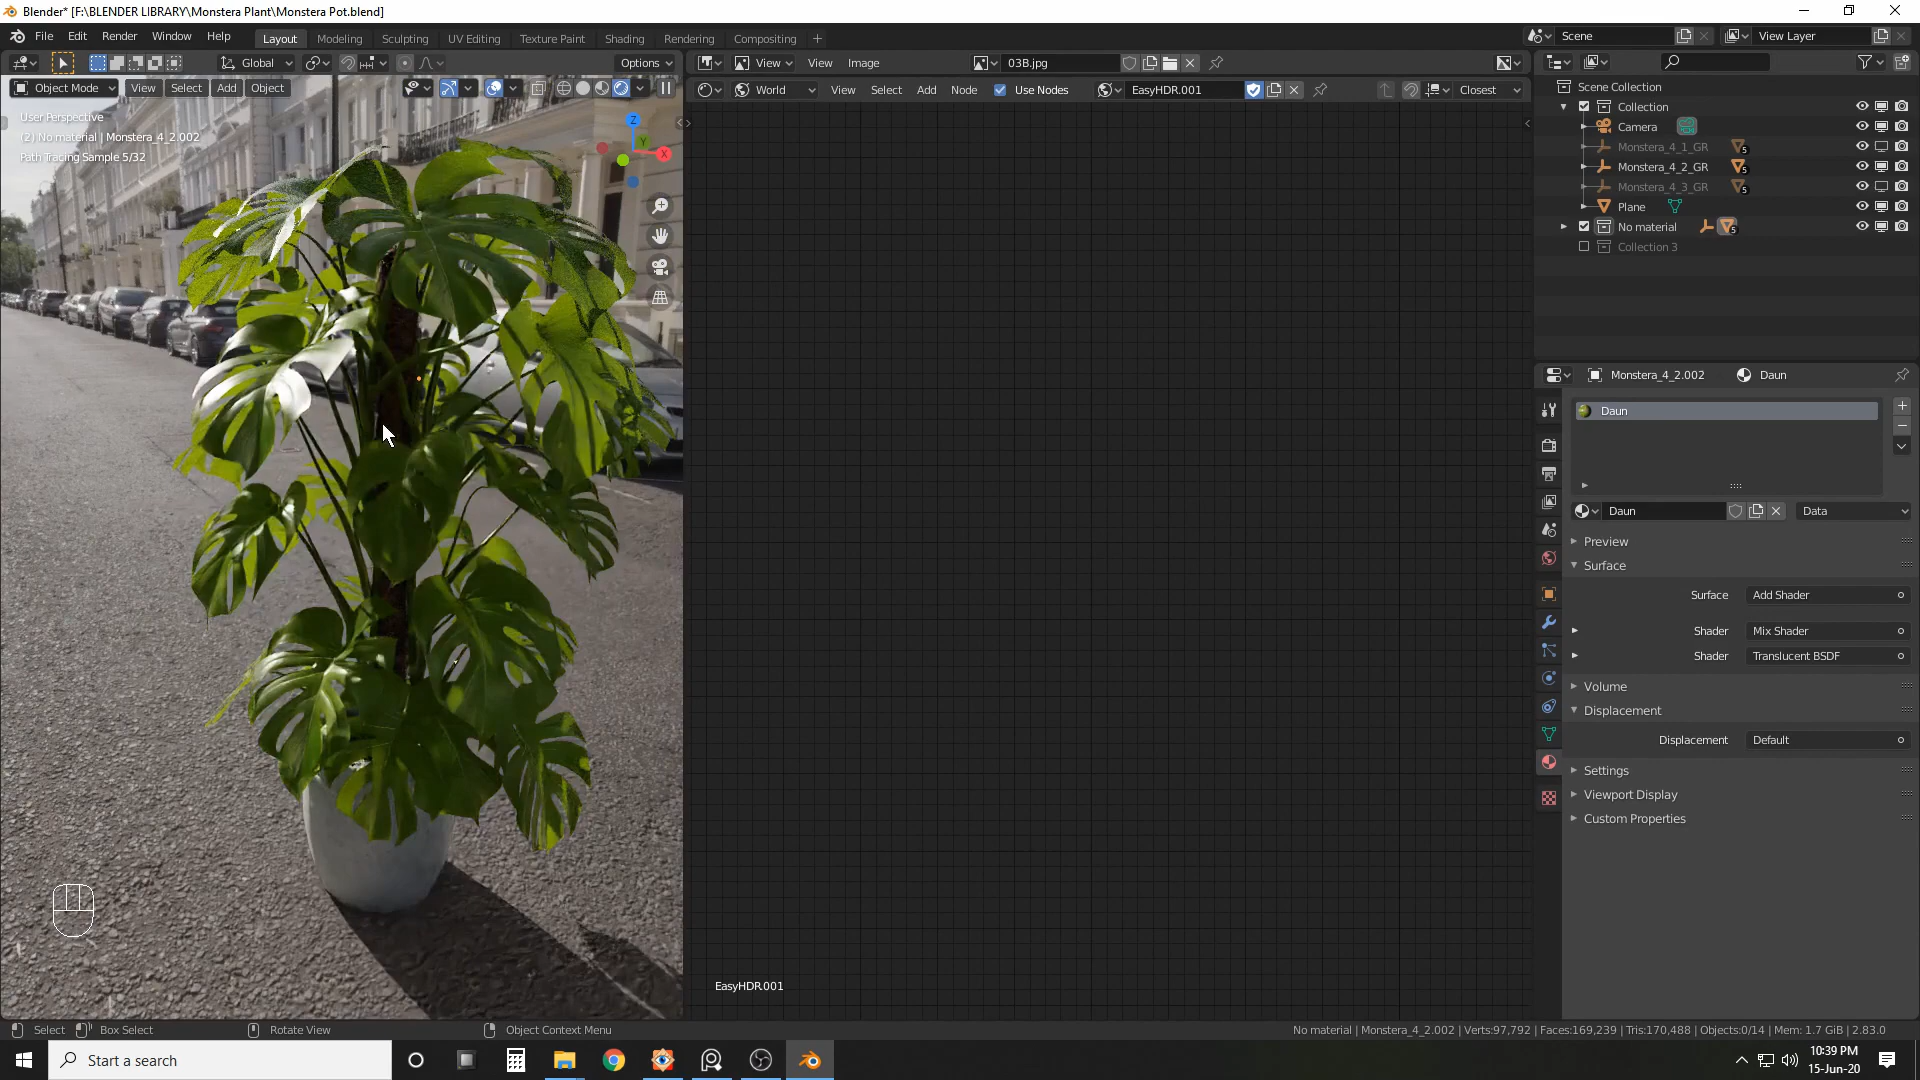 Blender* [F:\BLENDER LIBRARY\Monstera Plant\Monstera Pot.blend]
File Edit Render Window Help Layout Modeling Sculpting UV Editing Texture Paint Shading Rendering Compositing + Scene View Layer
Global Options View View Image 03B.jpg
Object Mode View Select Add Object World View Select Add Node Use Nodes EasyHDR.001 Closest
User Perspective
(2) No material | Monstera_4_2.002
Path Tracing Sample 5/32
Z
Y
X
Scene Collection
Collection
Camera
Monstera_4_1_GR 5
Monstera_4_2_GR 5
Monstera_4_3_GR 5
Plane
No material 5
Collection 3
Monstera_4_2.002 Daun
Daun
Daun Data
Preview
Surface
Surface Add Shader
Shader Mix Shader
Shader Translucent BSDF
Volume
Displacement
Displacement Default
Settings
Viewport Display
Custom Properties
EasyHDR.001
Select Box Select Rotate View Object Context Menu No material | Monstera_4_2.002 | Verts:97,792 | Faces:169,239 | Tris:170,488 | Objects:0/14 | Mem: 1.7 GiB | 2.83.0
Start a search
10:39 PM
15-Jun-20